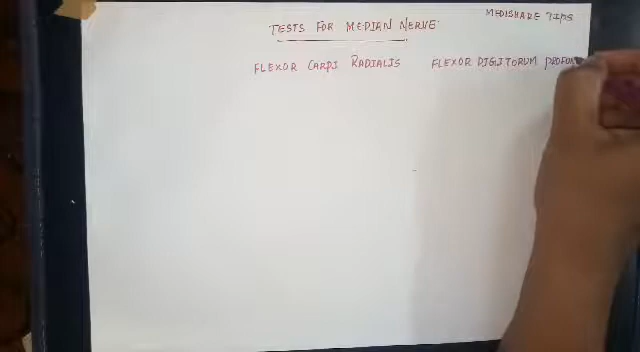 MEDISHARE TIPS
TESTS FOR MEDIAN NERVE
FLEXOR CARPI RADIALIS FLEXOR DIGITORUM